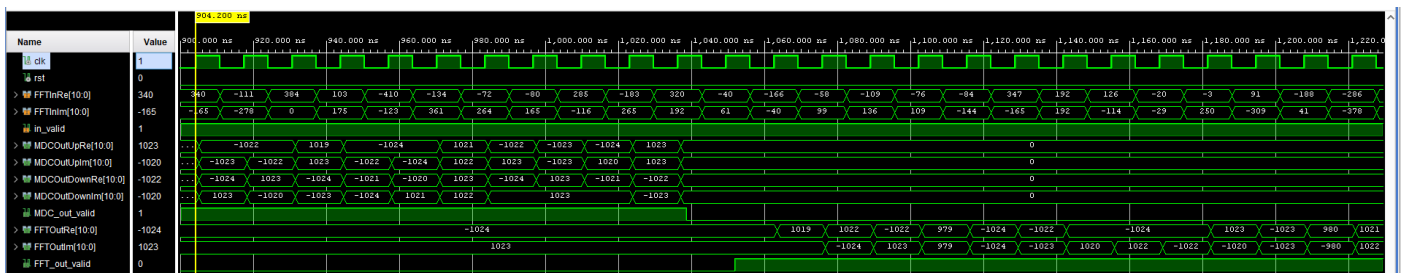 904.200 ns
Name Value 900.000 ns 920.000 ns 940.000 ns 960.000 ns 980.000 ns 1,000.000 ns 1,020.000 ns 1,040.000 ns 1,060.000 ns 1,080.000 ns 1,100.000 ns 1,120.000 ns 1,140.000 ns 1,160.000 ns 1,180.000 ns 1,200.000 ns 1,220.0
clk 1
rst 0
FFTInRe[10:0] 340 340 -111 384 103 -410 -134 -72 -80 285 -183 320 -40 -166 -58 -109 -76 -84 347 192 126 -20 -3 91 -188 -286
FFTInIm[10:0] -165 -165 -278 0 175 -123 361 264 165 -116 265 192 61 -40 99 136 109 -144 -165 192 -114 -29 250 -309 41 -378
in_valid 1
MDCOutUpRe[10:0] 1023 ... -1022 1019 -1024 1021 -1022 -1023 -1024 1023 0
MDCOutUpIm[10:0] -1020 ... -1023 -1022 1023 -1022 -1024 1022 1023 -1023 1020 1023 0
MDCOutDownRe[10:0] -1022 ... -1024 1023 -1024 -1021 -1020 1023 -1024 1023 -1021 -1022 0
MDCOutDownIm[10:0] -1020 ... 1023 -1020 -1023 -1024 1021 1022 1023 -1023 0
MDC_out_valid 1
FFTOutRe[10:0] -1024 -1024 1019 1022 -1022 979 -1024 -1022 -1024 1023 -1023 980 1021
FFTOutIm[10:0] 1023 1023 -1024 1023 979 -1024 -1023 1020 1022 -1022 -1020 -1023 -980 1022
FFT_out_valid 0